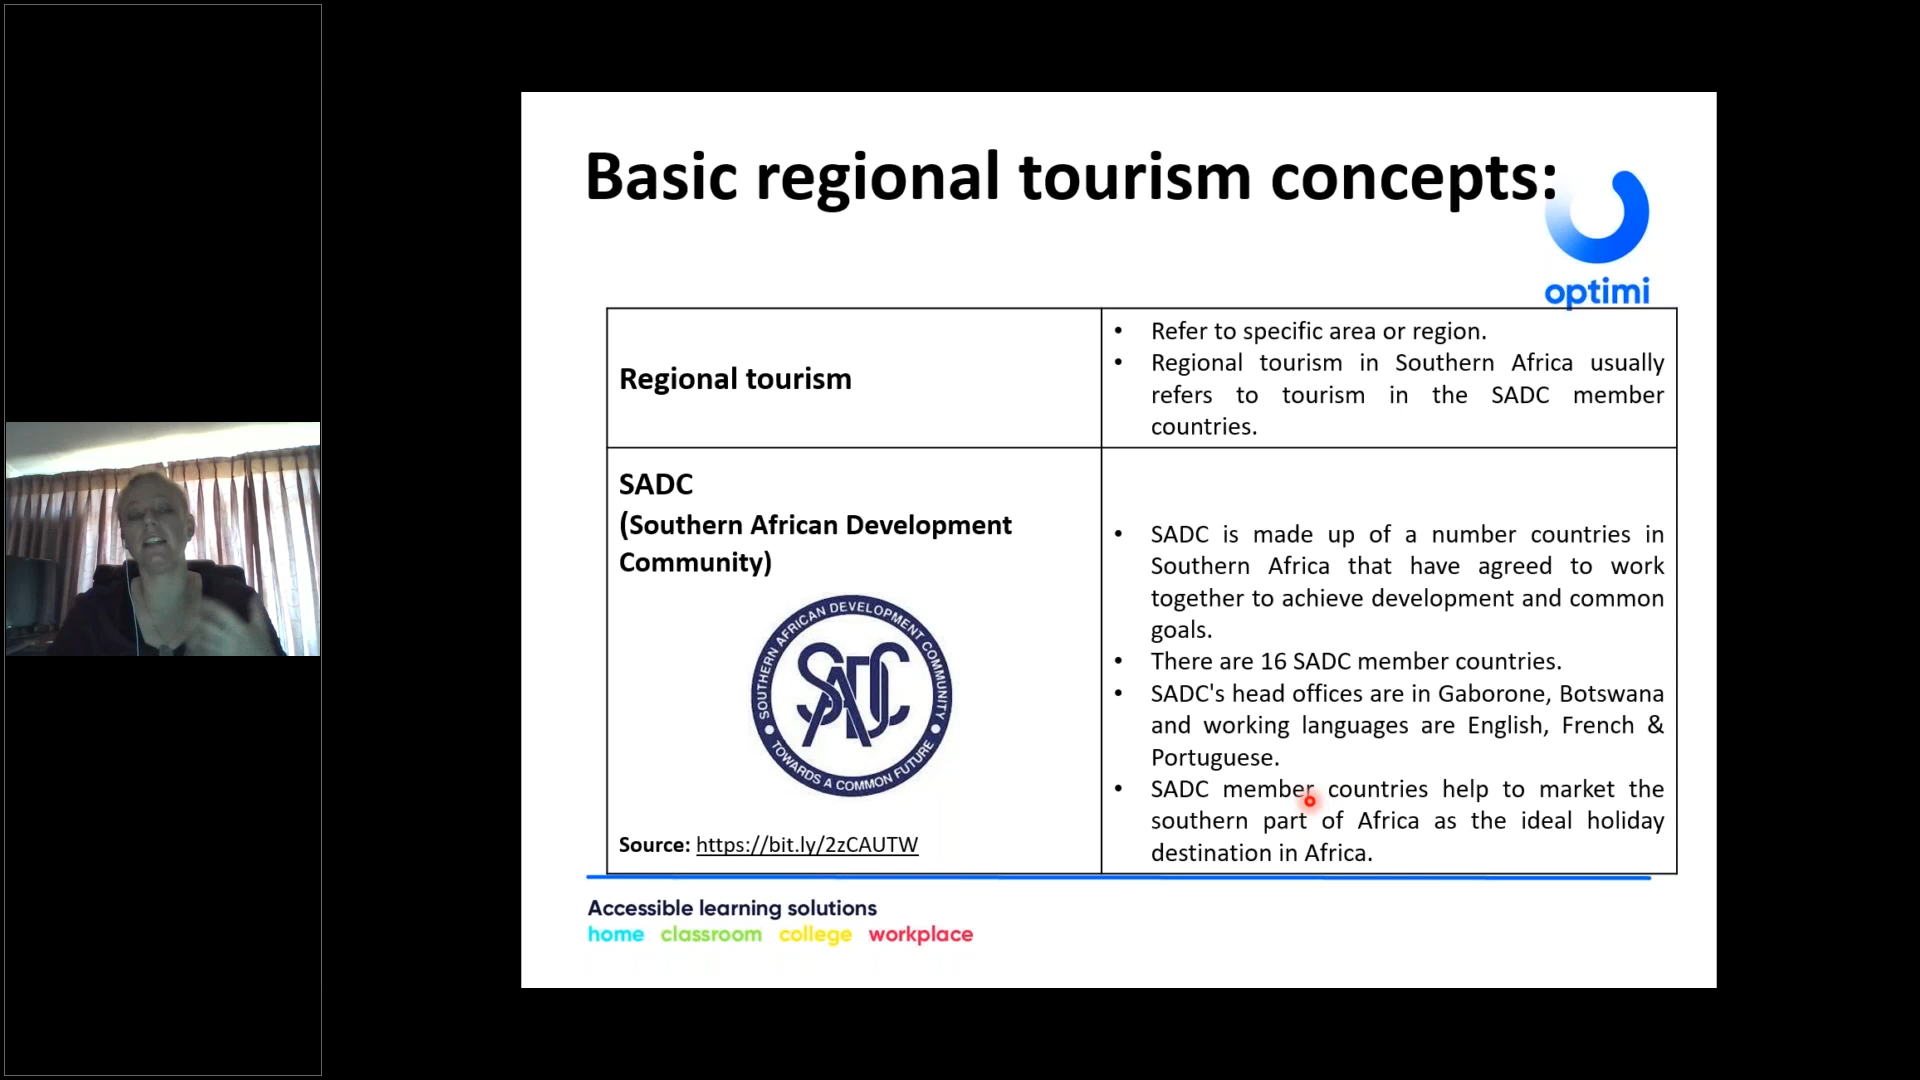 Basic regional tourism concepts:
optimi
Regional tourism
• Refer to specific area or region.
• Regional tourism in Southern Africa usually
refers to tourism in the SADC member
countries.
SADC
(Southern African Development
Community)
SOUTHERN AFRICAN DEVELOPMENT COMMUNITY
SADC
TOWARDS A COMMON FUTURE
Source: https://bit.ly/2zCAUTW
• SADC is made up of a number countries in
Southern Africa that have agreed to work
together to achieve development and common
goals.
• There are 16 SADC member countries.
• SADC's head offices are in Gaborone, Botswana
and working languages are English, French &
Portuguese.
• SADC member countries help to market the
southern part of Africa as the ideal holiday
destination in Africa.
Accessible learning solutions
home classroom college workplace